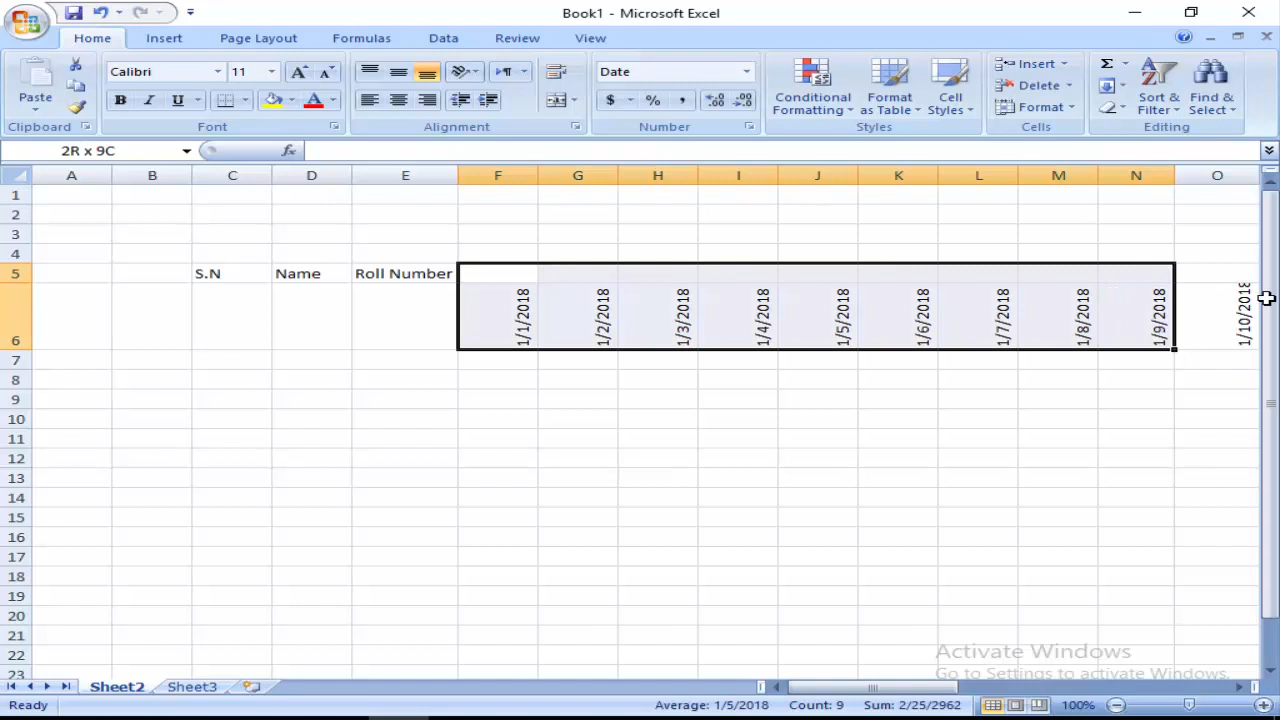 Book1 - Microsoft Excel
Home Insert Page Layout Formulas Data Review View
Paste
Clipboard
Calibri 11
B I U A
Font
Alignment
Date
$ % ,
Number
Conditional Formatting
Format as Table
Cell Styles
Styles
Insert
Delete
Format
Cells
Σ
Sort & Filter
Find & Select
Editing
2R x 9C fx
A B C D E F G H I J K L M N O
1
2
3
4
5 S.N Name Roll Number
6 1/1/2018 1/2/2018 1/3/2018 1/4/2018 1/5/2018 1/6/2018 1/7/2018 1/8/2018 1/9/2018 1/10/2018
7
8
9
10
11
12
13
14
15
16
17
18
19
20
21
22
23
Activate Windows
Go to Settings to activate Windows.
Sheet2 Sheet3
Ready Average: 1/5/2018 Count: 9 Sum: 2/25/2962 100%